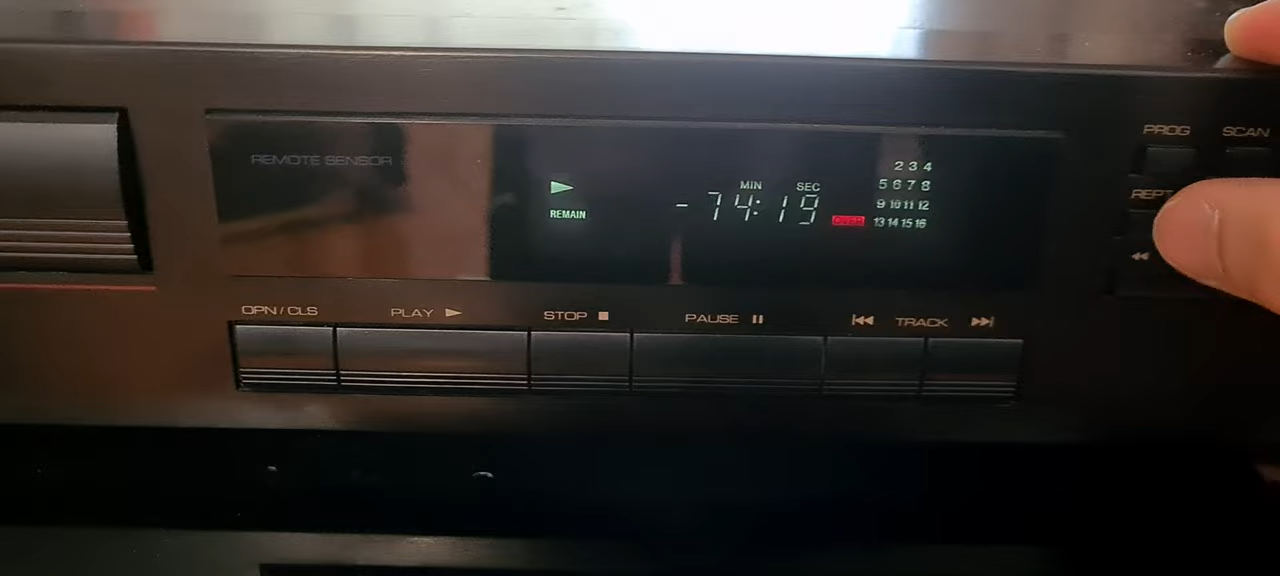 PROG SCAN
REMOTE SENSOR
REMAIN
MIN SEC
-74:19
OVER
2 3 4
5 6 7 8
9 10 11 12
13 14 15 16
REPT
OPN / CLS PLAY STOP PAUSE TRACK